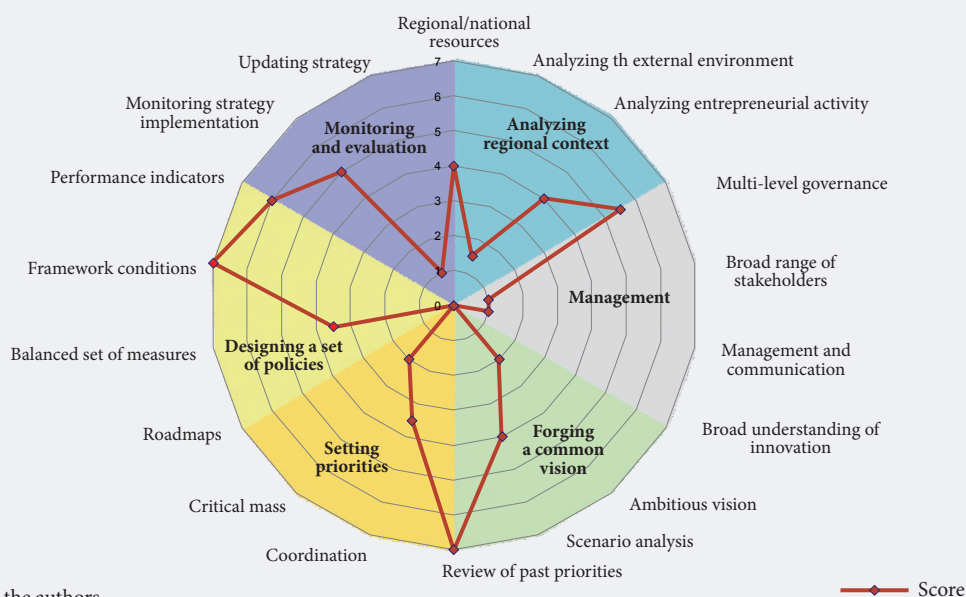 Regional/national
resources
Analyzing th external environment
Analyzing entrepreneurial activity
Multi-level governance
Broad range of
stakeholders
Management and
communication
Broad understanding of
innovation
Ambitious vision
Scenario analysis
Review of past priorities
Coordination
Critical mass
Roadmaps
Balanced set of measures
Framework conditions
Performance indicators
Monitoring strategy
implementation
Updating strategy
7
6
5
4
3
2
1
0
Monitoring
and evaluation
Analyzing
regional context
Management
Forging
a common
vision
Setting
priorities
Designing a set
of policies
the authors
Score